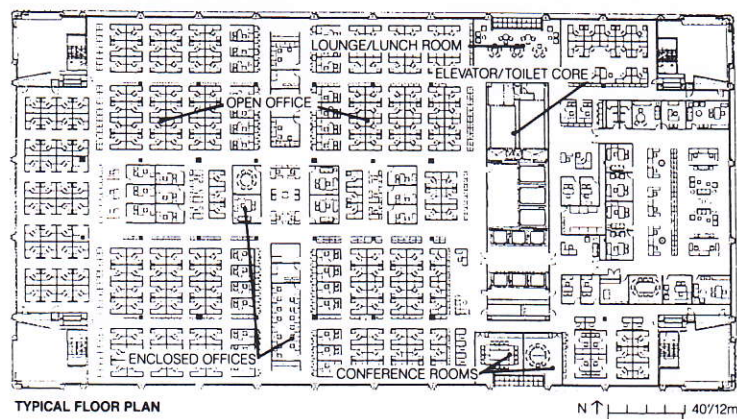 LOUNGE/LUNCH ROOM
ELEVATOR/TOILET CORE
OPEN OFFICE
ENCLOSED OFFICES
CONFERENCE ROOMS
TYPICAL FLOOR PLAN
N 40'/12m